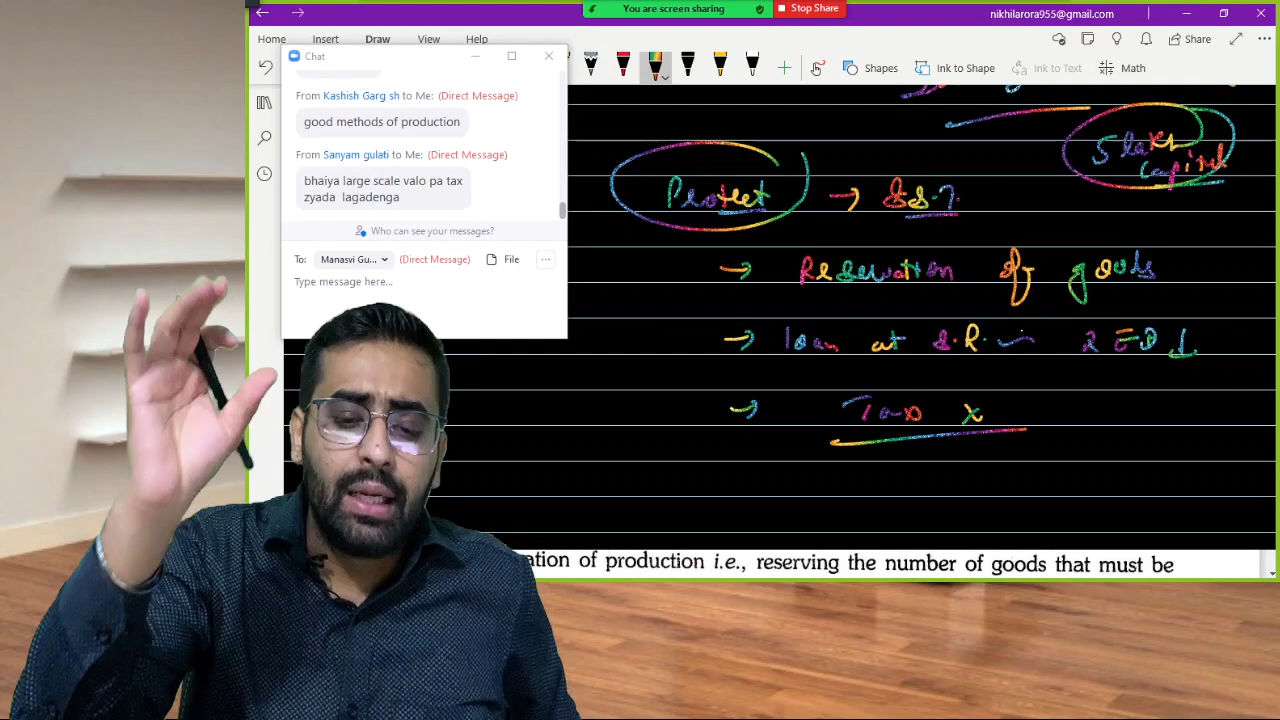 You are screen sharing
Stop Share
nikhilarora955@gmail.com
Home Insert Draw View Help
Share
Chat
Shapes
Ink to Shape
Ink to Text
Math
From Kashish Garg sh to Me: (Direct Message)
good methods of production
From Sanyam gulati to Me: (Direct Message)
bhaiya large scale valo pa tax
zyada lagadenga
Who can see your messages?
To: Manasvi Gu... (Direct Message) File
Type message here...
5 lakh
Capital
Protect →
→ Reservation of goods
→ loan at
→ Tax x
ation of production i.e., reserving the number of goods that must be